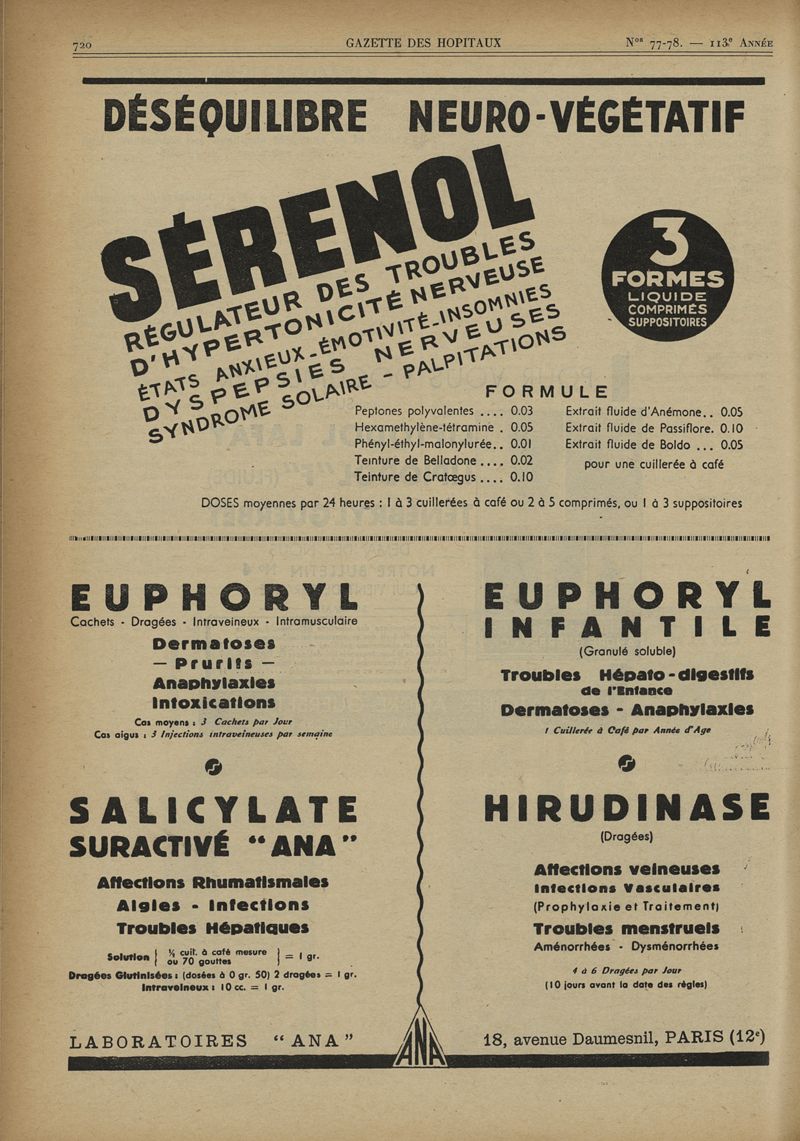 720
GAZETTE DES HOPITAUX
Nos 77-78. — 113e ANNÉE
DÉSÉQUILIBRE NEURO-VÉGÉTATIF
SÉRENOL
RÉGULATEUR DES TROUBLES
D'HYPERTONICITÉ NERVEUSE
ÉTATS ANXIEUX-ÉMOTIVITÉ-INSOMNIES
DYSPEPSIES NERVEUSES
SYNDROME SOLAIRE - PALPITATIONS
3
FORMES
LIQUIDE
COMPRIMÉS
SUPPOSITOIRES
FORMULE
Peptones polyvalentes .... 0.03
Hexamethylène-tétramine . 0.05
Phényl-éthyl-malonylurée.. 0.01
Teinture de Belladone .... 0.02
Teinture de Cratœgus .... 0.10
Extrait fluide d'Anémone.. 0.05
Extrait fluide de Passiflore. 0.10
Extrait fluide de Boldo ... 0.05
pour une cuillerée à café
DOSES moyennes par 24 heures : 1 à 3 cuillerées à café ou 2 à 5 comprimés, ou 1 à 3 suppositoires
EUPHORYL
Cachets - Dragées - Intraveineux - Intramusculaire
Dermatoses
— Prurits —
Anaphylaxies
Intoxications
Cas moyens : 3 Cachets par Jour
Cas aigus : 3 Injections intraveineuses par semaine
SALICYLATE
SURACTIVÉ "ANA"
Affections Rhumatismales
Algies - Infections
Troubles Hépatiques
Solution { ½ cuil. à café mesure
ou 70 gouttes } = 1 gr.
Dragées Glutinisées : (dosées à 0 gr. 50) 2 dragées = 1 gr.
Intraveineux : 10 cc. = 1 gr.
EUPHORYL
INFANTILE
(Granulé soluble)
Troubles Hépato-digestifs
de l'Enfance
Dermatoses - Anaphylaxies
1 Cuillerée à Café par Année d'Age
HIRUDINASE
(Dragées)
Affections veineuses
Infections Vasculaires
(Prophylaxie et Traitement)
Troubles menstruels
Aménorrhées - Dysménorrhées
4 à 6 Dragées par Jour
(10 jours avant la date des règles)
LABORATOIRES "ANA"
ANA
18, avenue Daumesnil, PARIS (12e)